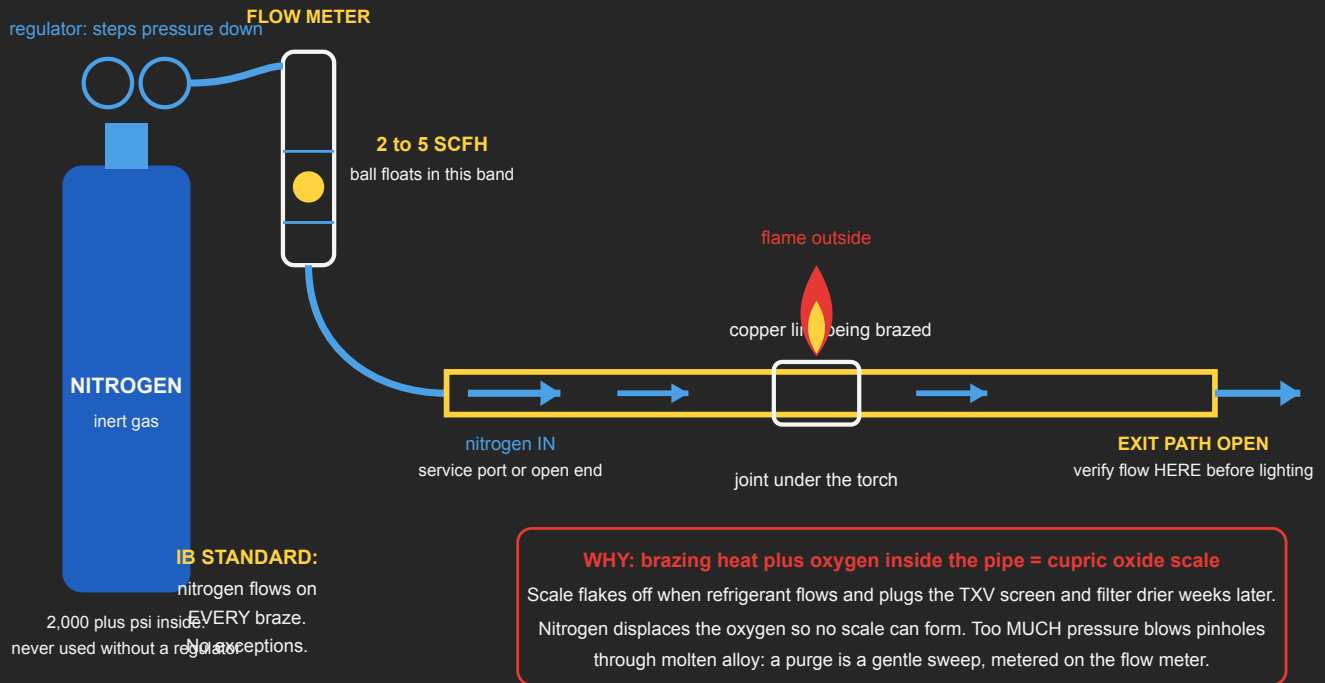 regulator: steps pressure down
FLOW METER
2 to 5 SCFH
ball floats in this band
flame outside
copper line being brazed
NITROGEN
inert gas
nitrogen IN
service port or open end
joint under the torch
EXIT PATH OPEN
verify flow HERE before lighting
IB STANDARD:
nitrogen flows on
EVERY braze.
No exceptions.
2,000 plus psi inside:
never used without a regulator
WHY: brazing heat plus oxygen inside the pipe = cupric oxide scale
Scale flakes off when refrigerant flows and plugs the TXV screen and filter drier weeks later.
Nitrogen displaces the oxygen so no scale can form. Too MUCH pressure blows pinholes
through molten alloy: a purge is a gentle sweep, metered on the flow meter.